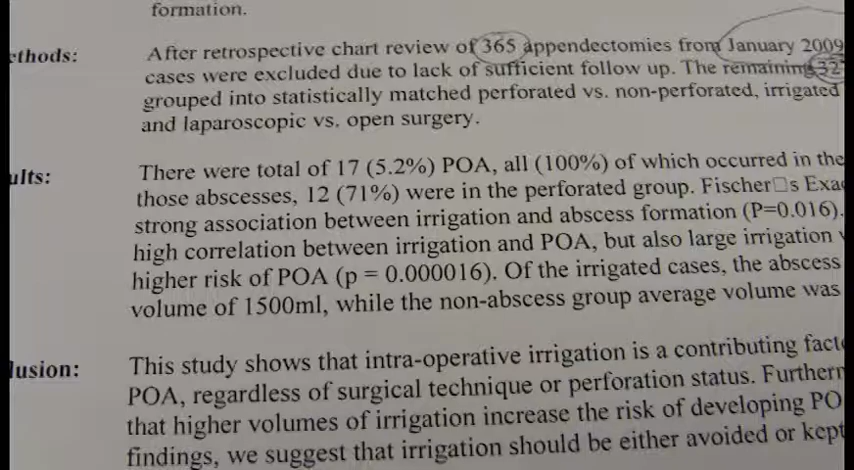 formation.
ethods: After retrospective chart review of 365 appendectomies from January 2009
cases were excluded due to lack of sufficient follow up. The remaining 32
grouped into statistically matched perforated vs. non-perforated, irrigated
and laparoscopic vs. open surgery.
ults: There were total of 17 (5.2%) POA, all (100%) of which occurred in the
those abscesses, 12 (71%) were in the perforated group. Fischer□s Exa
strong association between irrigation and abscess formation (P=0.016).
high correlation between irrigation and POA, but also large irrigation
higher risk of POA (p = 0.000016). Of the irrigated cases, the abscess
volume of 1500ml, while the non-abscess group average volume was
lusion: This study shows that intra-operative irrigation is a contributing fact
POA, regardless of surgical technique or perforation status. Furtherm
that higher volumes of irrigation increase the risk of developing PO
findings, we suggest that irrigation should be either avoided or kept